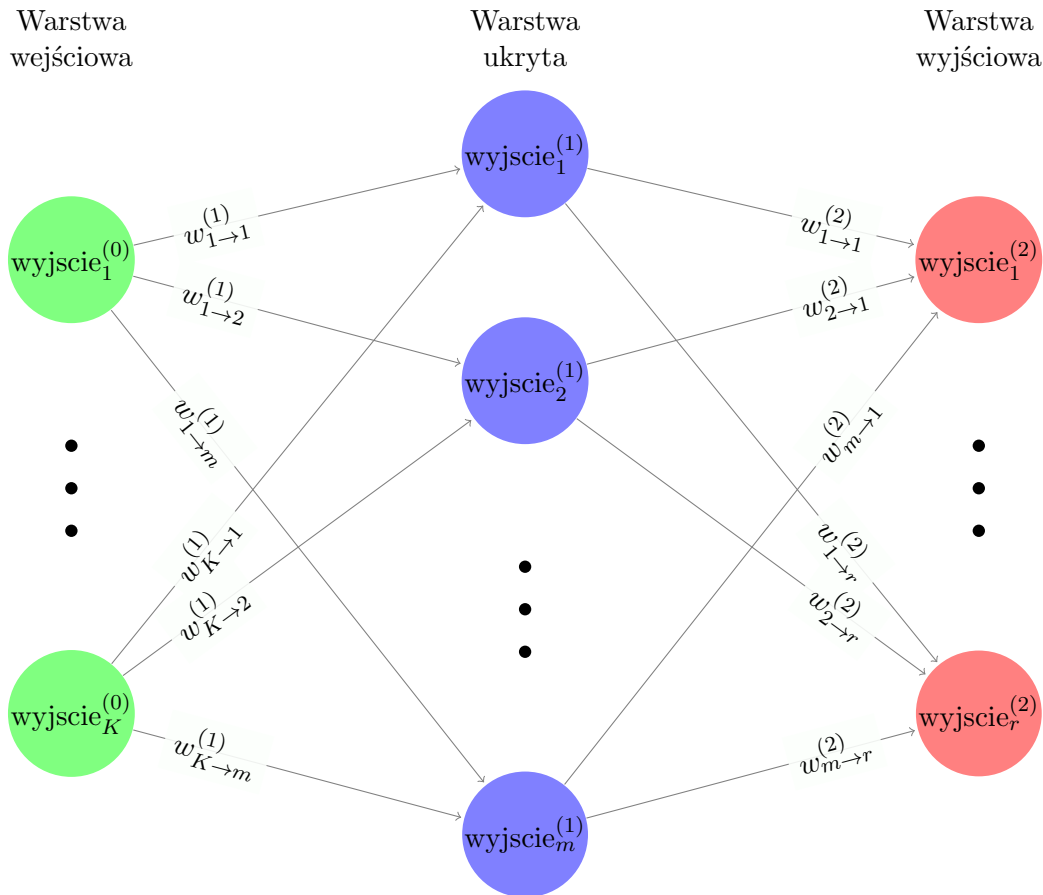 Warstwa
wejściowa
Warstwa
ukryta
Warstwa
wyjściowa
wyjscie_1^{(0)}
wyjscie_K^{(0)}
w_{1→1}^{(1)}
w_{1→2}^{(1)}
w_{1→m}^{(1)}
w_{K→1}^{(1)}
w_{K→2}^{(1)}
w_{K→m}^{(1)}
wyjscie_1^{(1)}
wyjscie_2^{(1)}
wyjscie_m^{(1)}
w_{1→1}^{(2)}
w_{2→1}^{(2)}
w_{m→1}^{(2)}
w_{1→r}^{(2)}
w_{2→r}^{(2)}
w_{m→r}^{(2)}
wyjscie_1^{(2)}
wyjscie_r^{(2)}